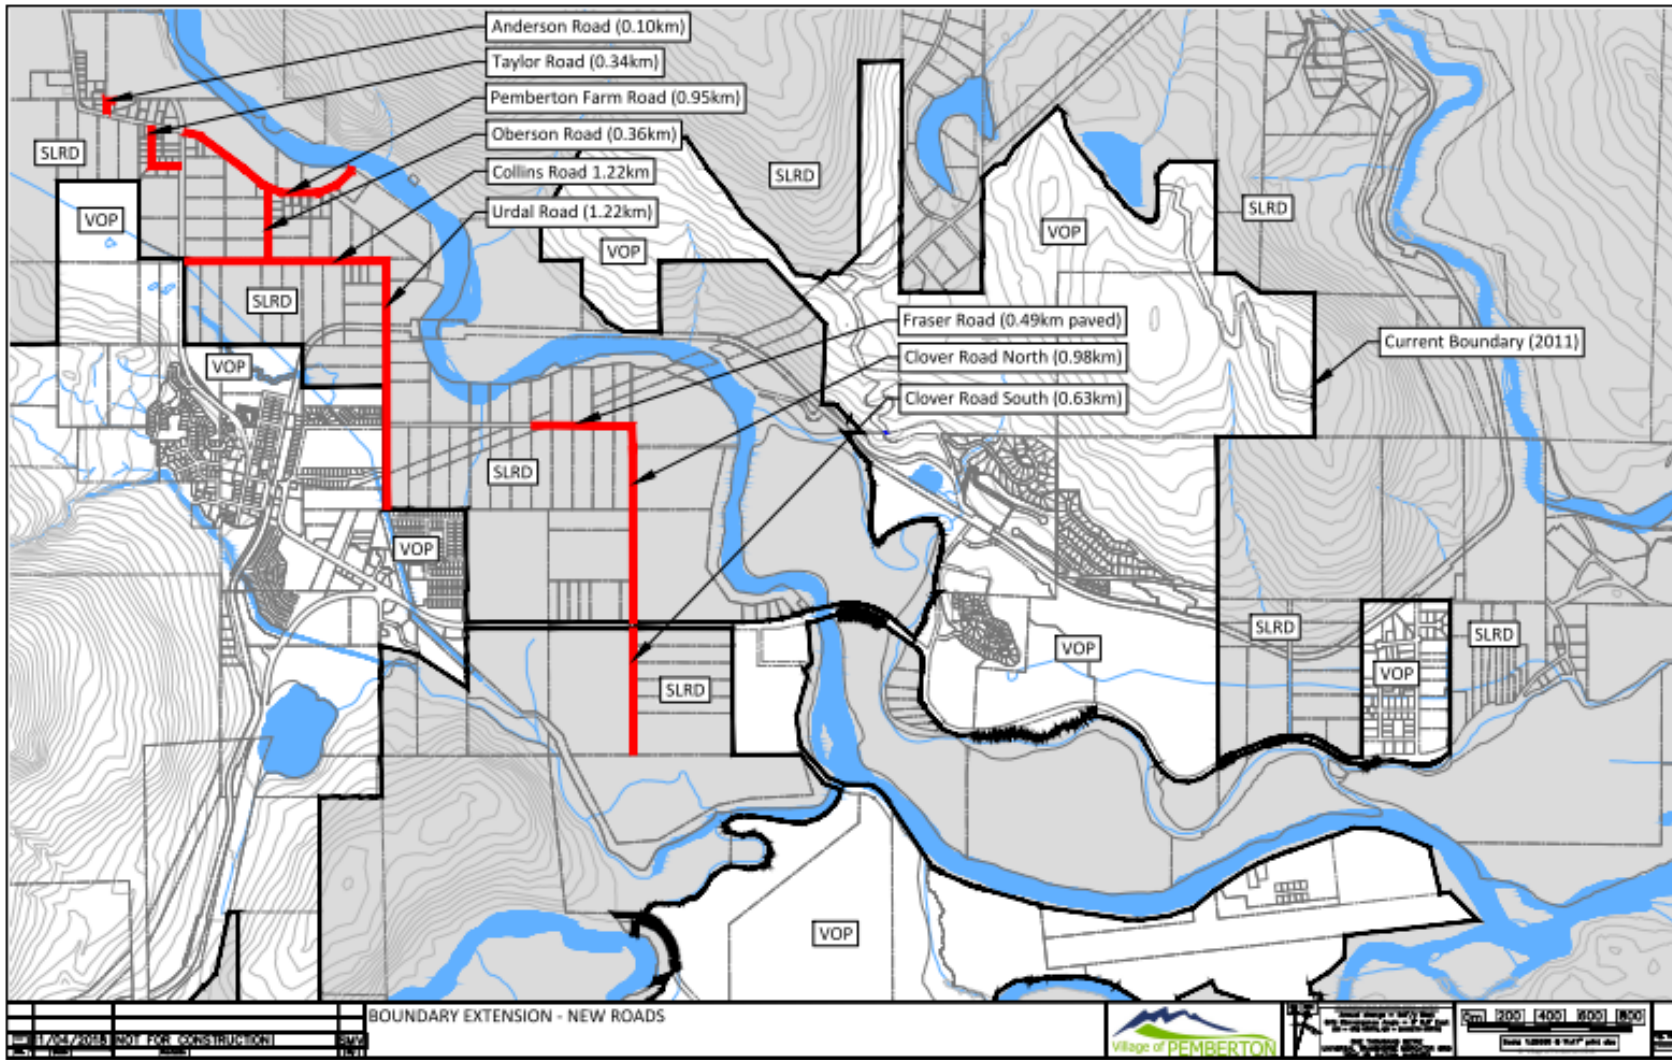 Anderson Road (0.10km)
Taylor Road (0.34km)
Pemberton Farm Road (0.95km)
Oberson Road (0.36km)
Collins Road 1.22km
Urdal Road (1.22km)
SLRD
VOP
SLRD
VOP
VOP
SLRD
VOP
SLRD
SLRD
VOP
Fraser Road (0.49km paved)
Clover Road North (0.98km)
Clover Road South (0.63km)
Current Boundary (2011)
SLRD
VOP
SLRD
VOP
SLRD
VOP
SLRD
VOP
BOUNDARY EXTENSION - NEW ROADS
NOT FOR CONSTRUCTION
Village of PEMBERTON
0m 200 400 600 800